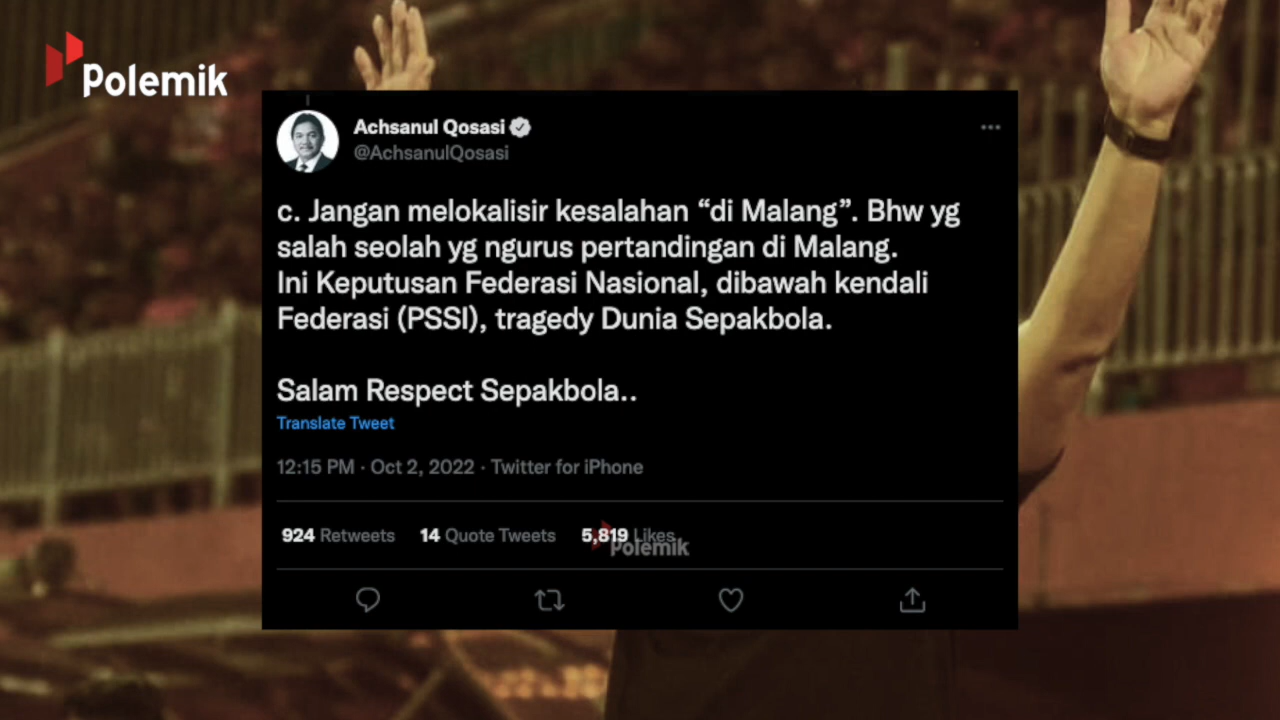 Polemik
Achsanul Qosasi
@AchsanulQosasi
c. Jangan melokalisir kesalahan “di Malang”. Bhw yg
salah seolah yg ngurus pertandingan di Malang.
Ini Keputusan Federasi Nasional, dibawah kendali
Federasi (PSSI), tragedy Dunia Sepakbola.
Salam Respect Sepakbola..
Translate Tweet
12:15 PM · Oct 2, 2022 · Twitter for iPhone
924 Retweets 14 Quote Tweets 5,819 Likes
Polemik